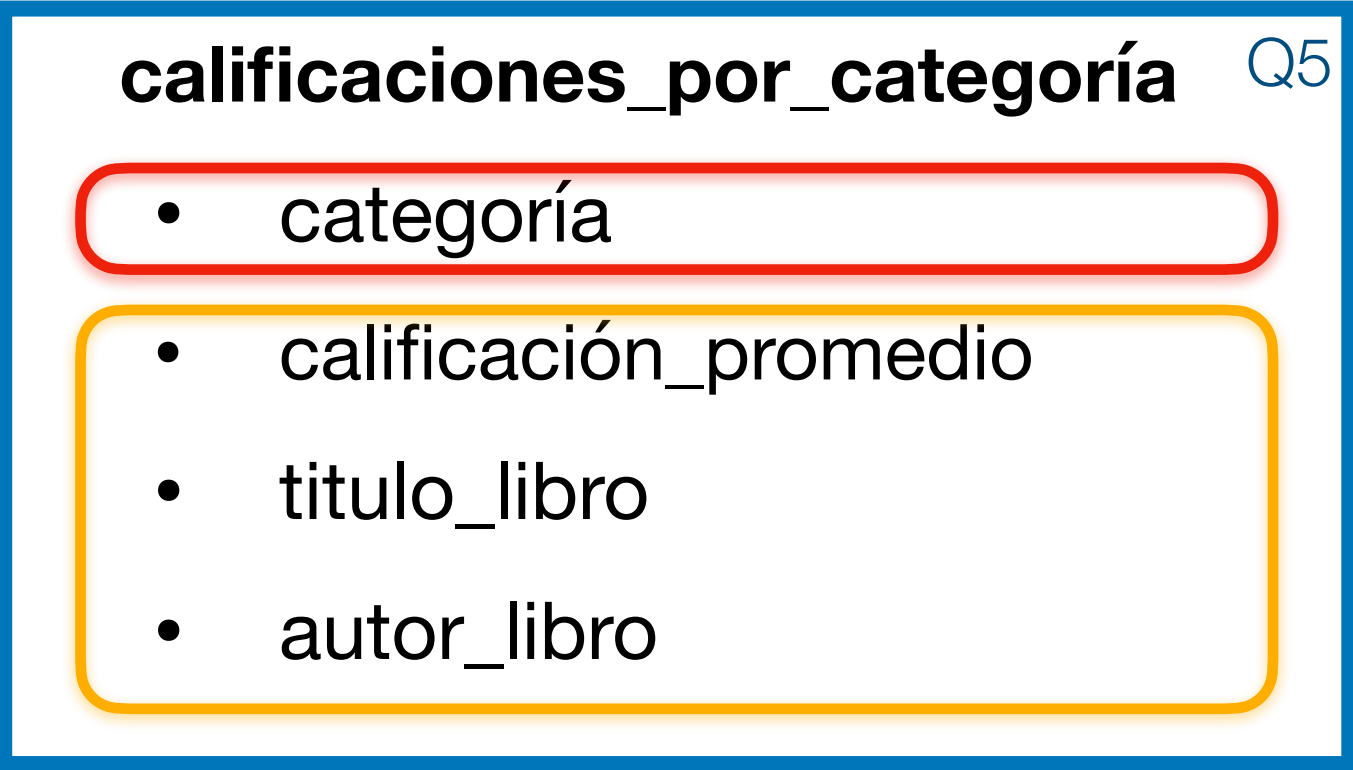 calificaciones_por_categoría Q5
• categoría
• calificación_promedio
• titulo_libro
• autor_libro